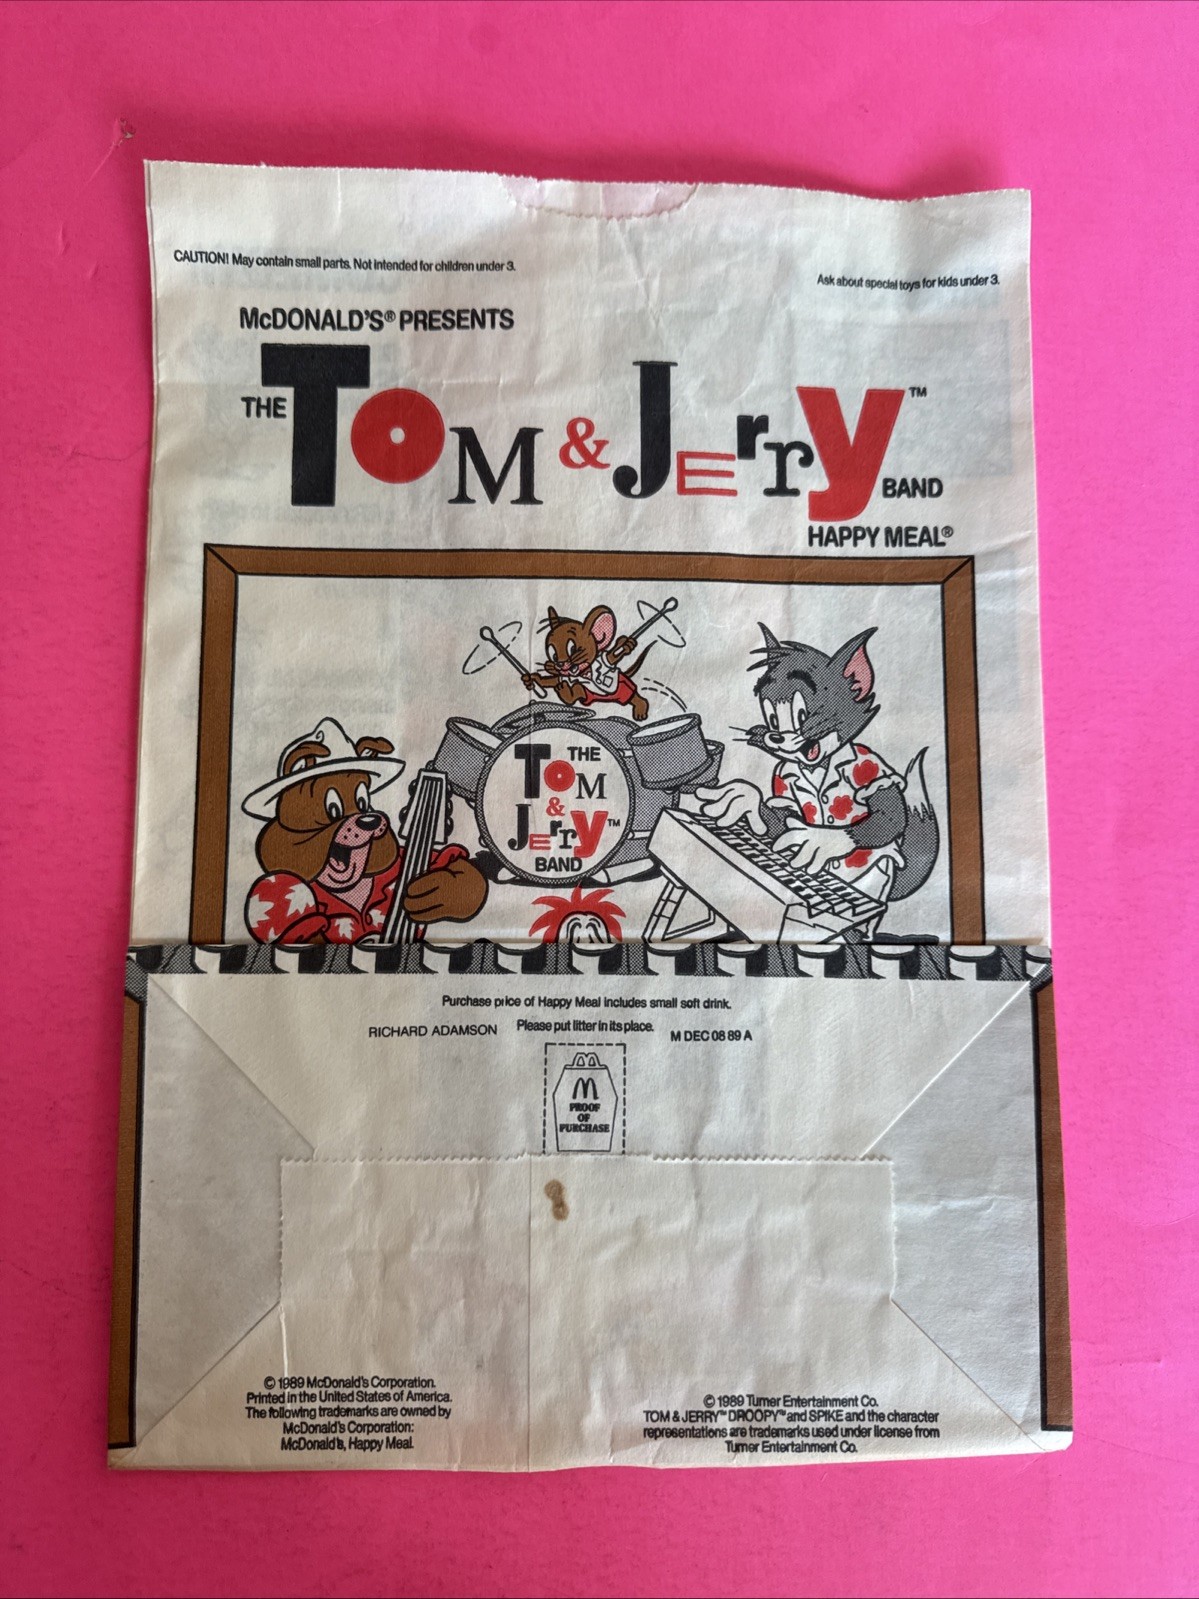 CAUTION! May contain small parts. Not intended for children under 3.
Ask about special toys for kids under 3.
McDONALD'S® PRESENTS
THE TOM & JErry™ BAND
HAPPY MEAL®
THE
TOM
&
JErry™
BAND
Purchase price of Happy Meal includes small soft drink.
RICHARD ADAMSON Please put litter in its place. M DEC 08 89 A
M
PROOF
OF
PURCHASE
© 1989 McDonald's Corporation.
Printed in the United States of America.
The following trademarks are owned by
McDonald's Corporation:
McDonald's, Happy Meal.
© 1989 Turner Entertainment Co.
TOM & JERRY™ DROOPY™ and SPIKE and the character
representations are trademarks used under license from
Turner Entertainment Co.